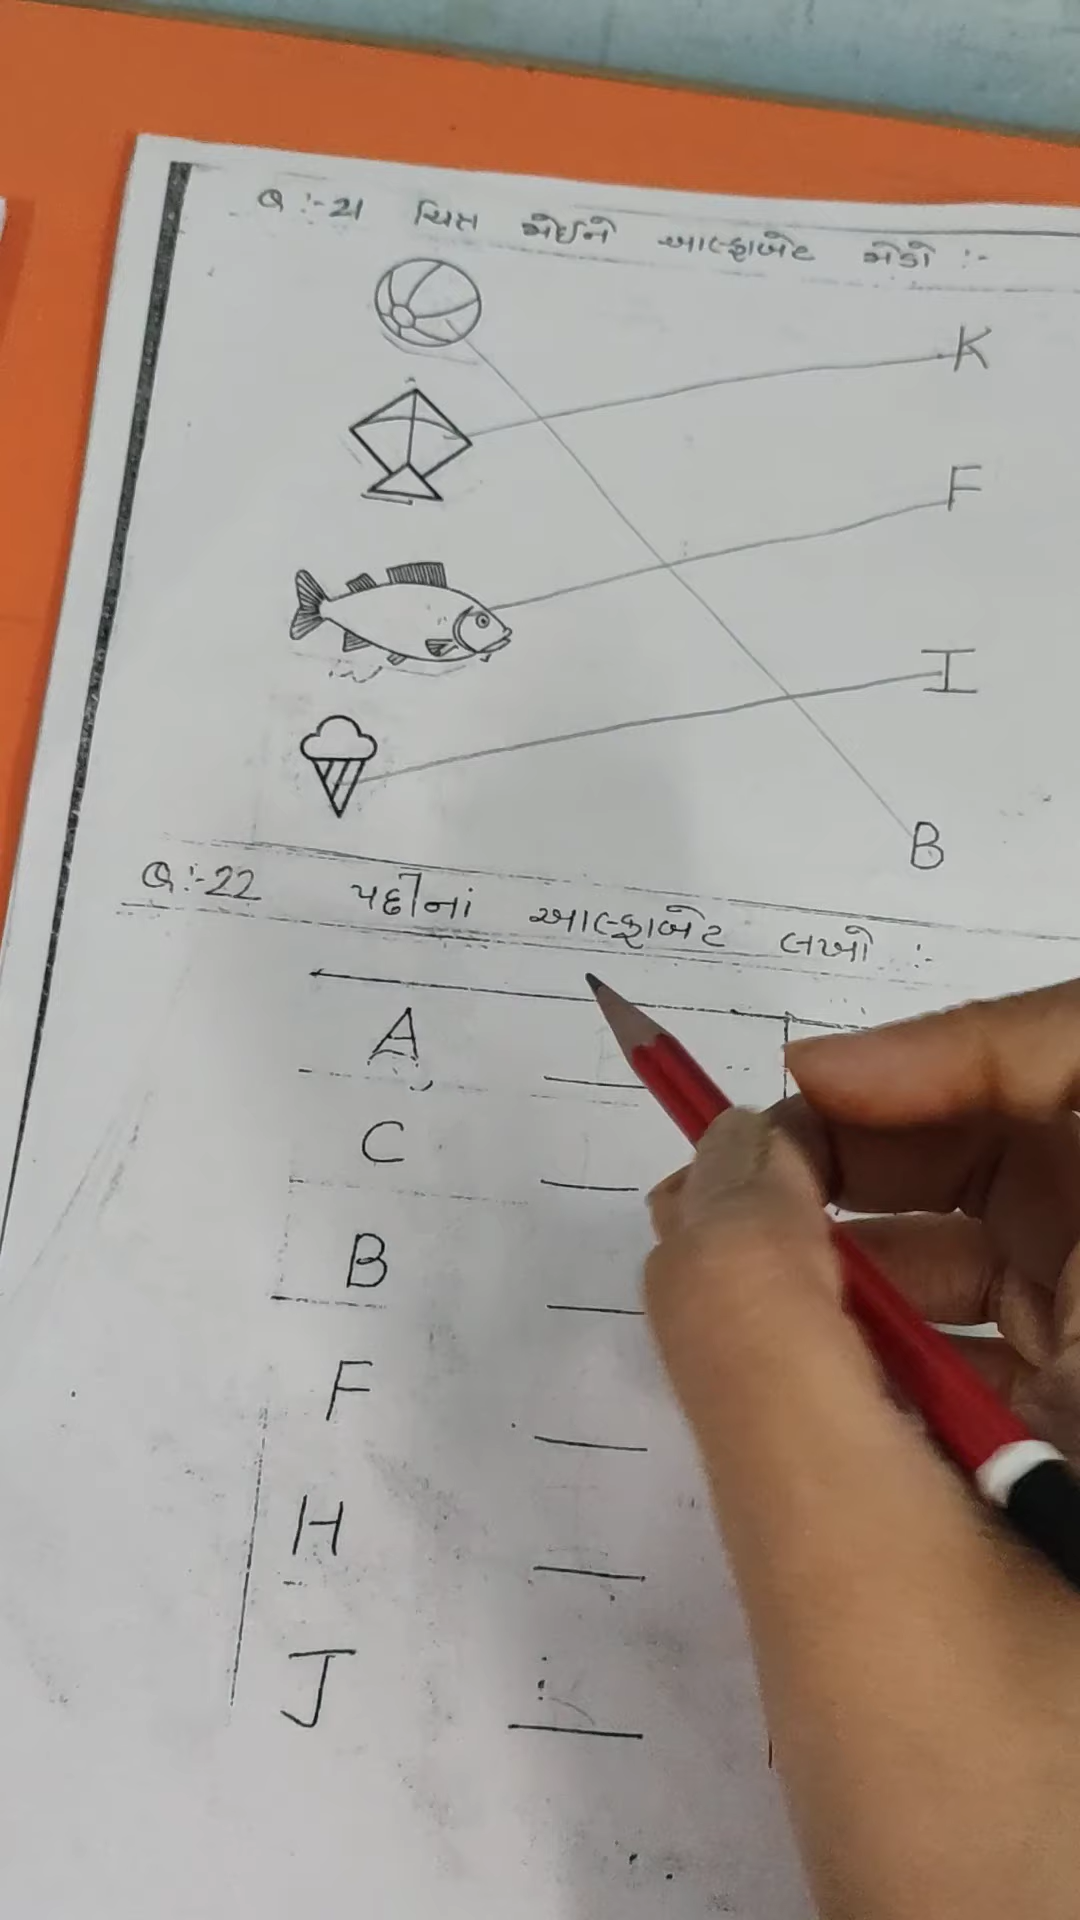 Q :- 21 ચિત્ર જોઈને આલ્ફાબેટ જોડો :-
K
F
I
B
Q :- 22 પછીનાં આલ્ફાબેટ લખો :-
A
C
B
F
H
J